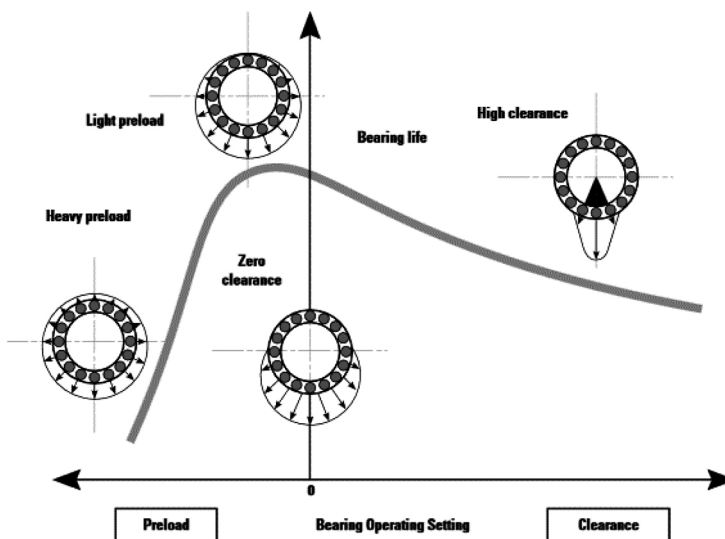 Light preload
High clearance
Bearing life
Heavy preload
Zero
clearance
0
Preload
Bearing Operating Setting
Clearance